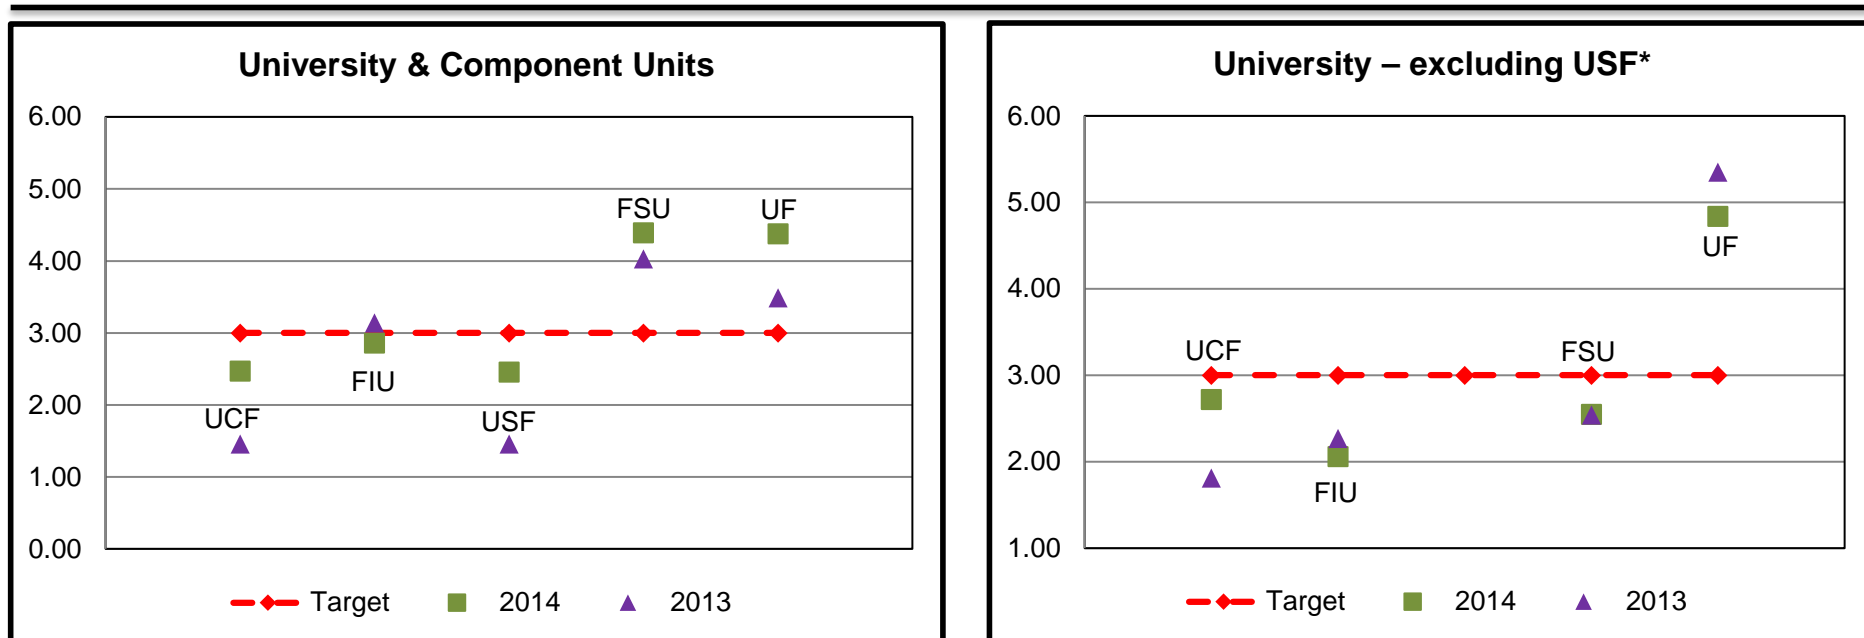 University & Component Units
6.00
5.00
4.00
3.00
2.00
1.00
0.00
FSU
UF
FIU
UCF
USF
Target
2014
2013
University – excluding USF*
6.00
5.00
4.00
3.00
2.00
1.00
UF
UCF
FSU
FIU
Target
2014
2013